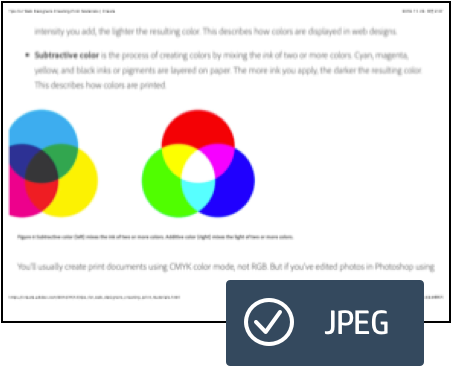 intensity you add, the lighter the resulting color. This describes how colors are displayed in web designs.
• Subtractive color is the process of creating colors by mixing the ink of two or more colors. Cyan, magenta,
yellow, and black inks or pigments are layered on paper. The more ink you apply, the darker the resulting color.
This describes how colors are printed.
Subtractive color (left) mixes the ink of two or more colors. Additive color (right) mixes the light of two or more colors.
You'll usually create print documents using CMYK color mode, not RGB. But if you've edited photos in Photoshop using
JPEG